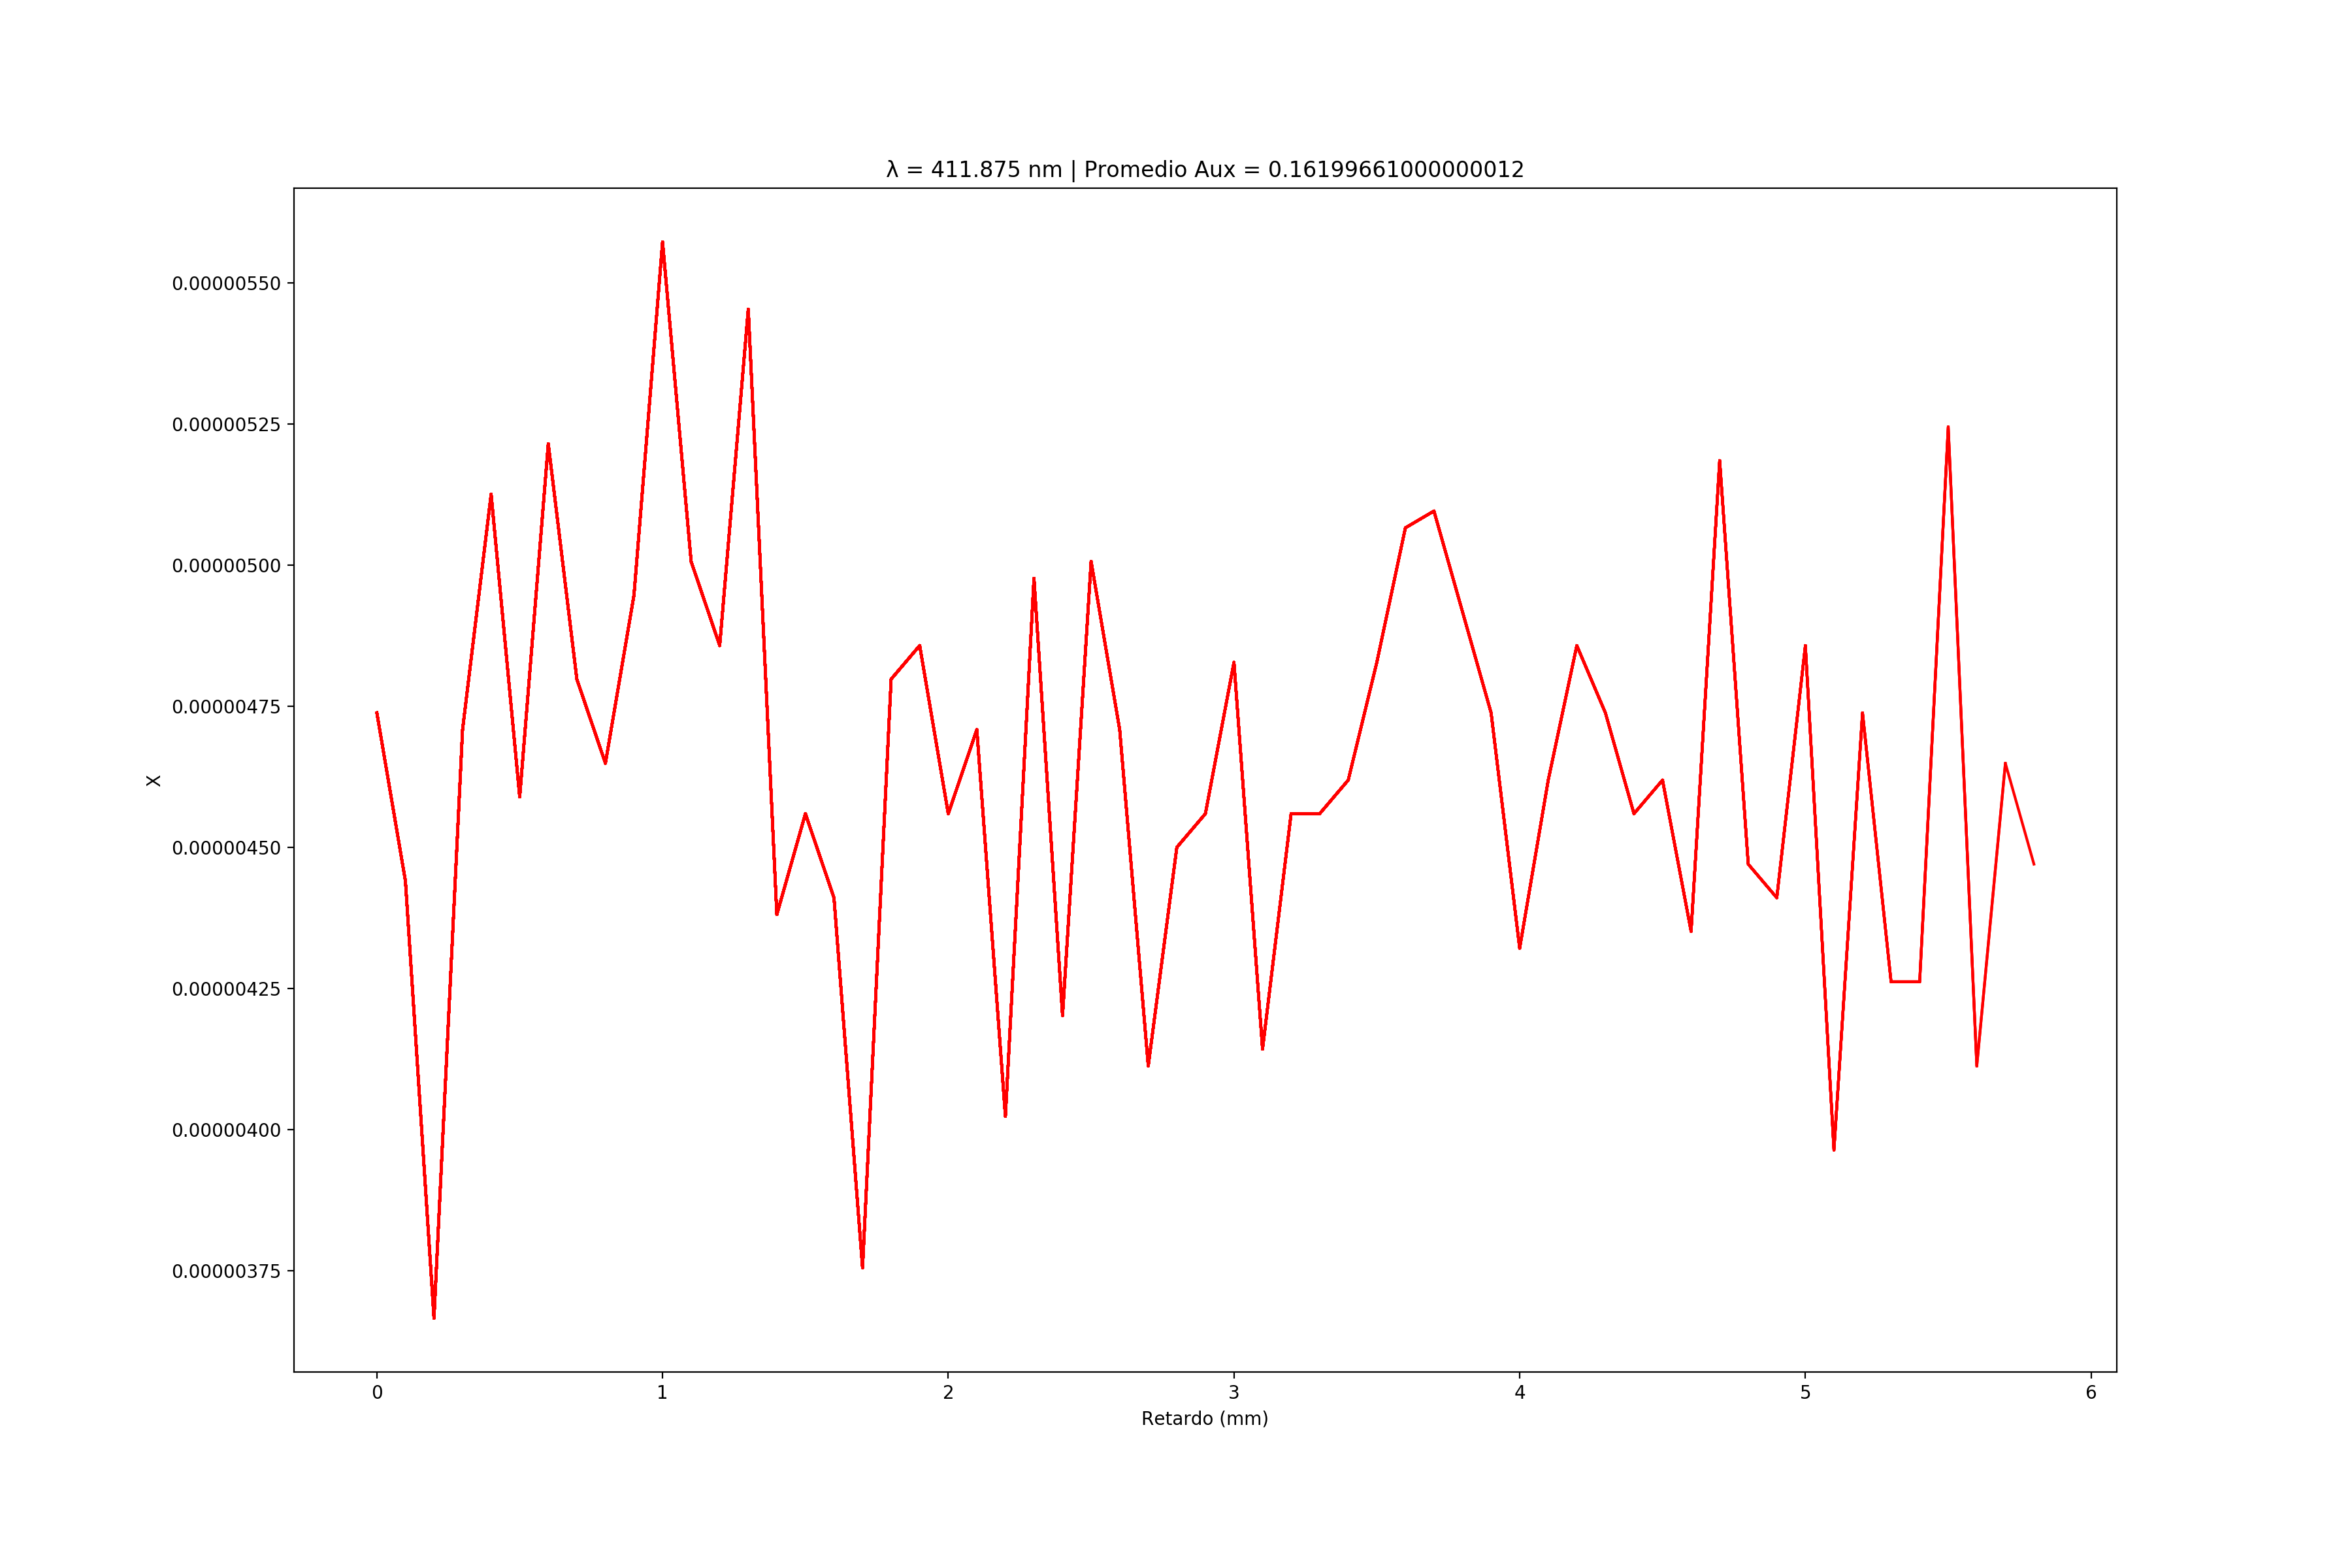 λ = 411.875 nm | Promedio Aux = 0.16199661000000012
0.00000550
0.00000525
0.00000500
0.00000475
0.00000450
0.00000425
0.00000400
0.00000375
X
0 1 2 3 4 5 6
Retardo (mm)